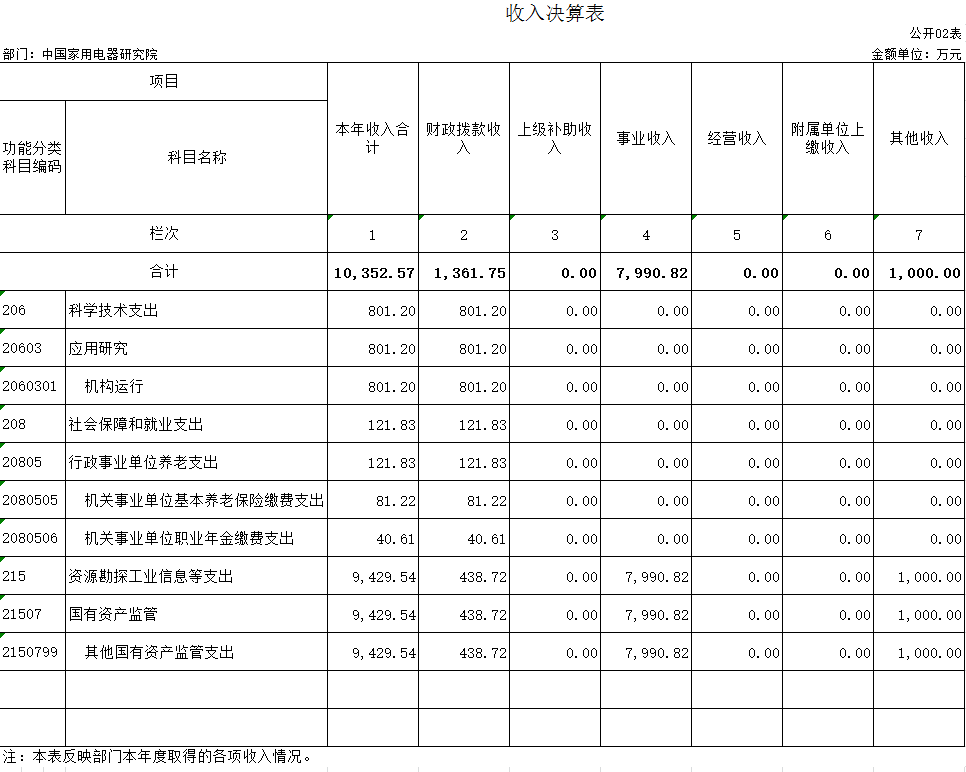 收入决算表
公开02表
部门：中国家用电器研究院 金额单位：万元
项目 本年收入合计 财政拨款收入 上级补助收入 事业收入 经营收入 附属单位上缴收入 其他收入
功能分类科目编码 科目名称
栏次 1 2 3 4 5 6 7
合计 10,352.57 1,361.75 0.00 7,990.82 0.00 0.00 1,000.00
206 科学技术支出 801.20 801.20 0.00 0.00 0.00 0.00 0.00
20603 应用研究 801.20 801.20 0.00 0.00 0.00 0.00 0.00
2060301 机构运行 801.20 801.20 0.00 0.00 0.00 0.00 0.00
208 社会保障和就业支出 121.83 121.83 0.00 0.00 0.00 0.00 0.00
20805 行政事业单位养老支出 121.83 121.83 0.00 0.00 0.00 0.00 0.00
2080505 机关事业单位基本养老保险缴费支出 81.22 81.22 0.00 0.00 0.00 0.00 0.00
2080506 机关事业单位职业年金缴费支出 40.61 40.61 0.00 0.00 0.00 0.00 0.00
215 资源勘探工业信息等支出 9,429.54 438.72 0.00 7,990.82 0.00 0.00 1,000.00
21507 国有资产监管 9,429.54 438.72 0.00 7,990.82 0.00 0.00 1,000.00
2150799 其他国有资产监管支出 9,429.54 438.72 0.00 7,990.82 0.00 0.00 1,000.00
注：本表反映部门本年度取得的各项收入情况。